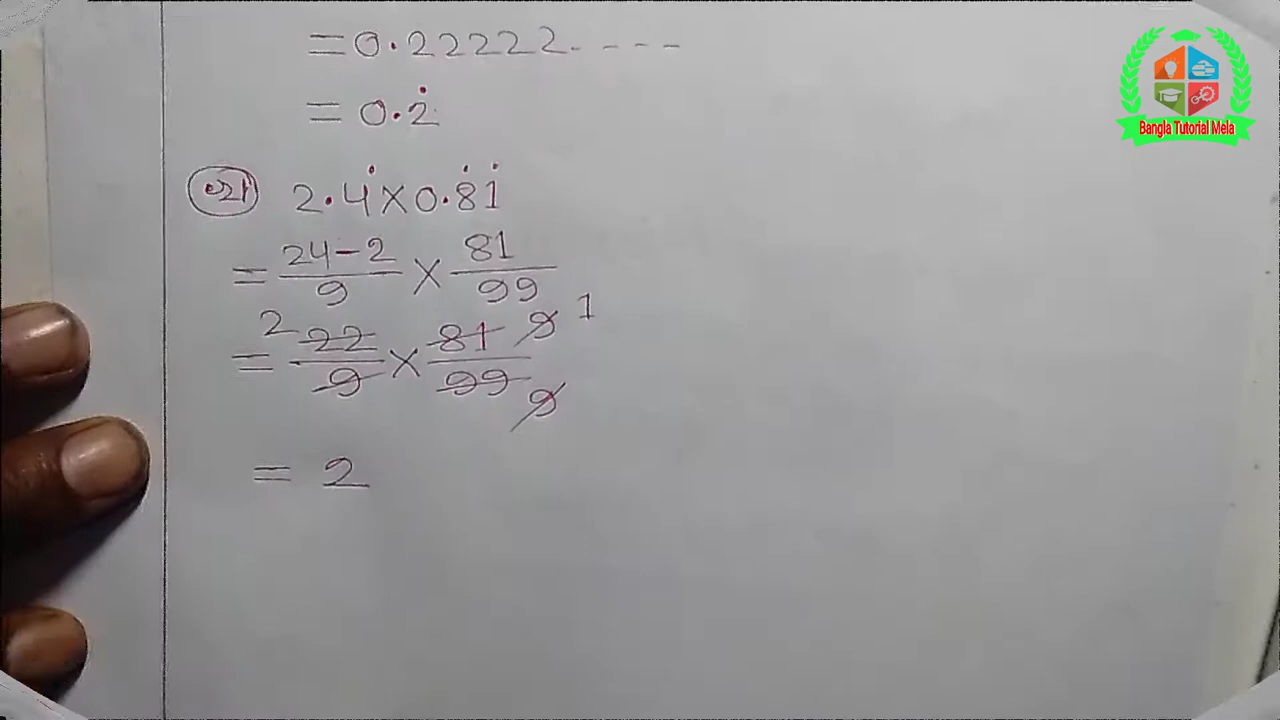 = 0.22222.----
= 0.2̇
Bangla Tutorial Mela
2.4̇ × 0.8̇1̇
= 24-2/9 × 81/99
= 2 22/9 × 81/99 9 1 9
= 2